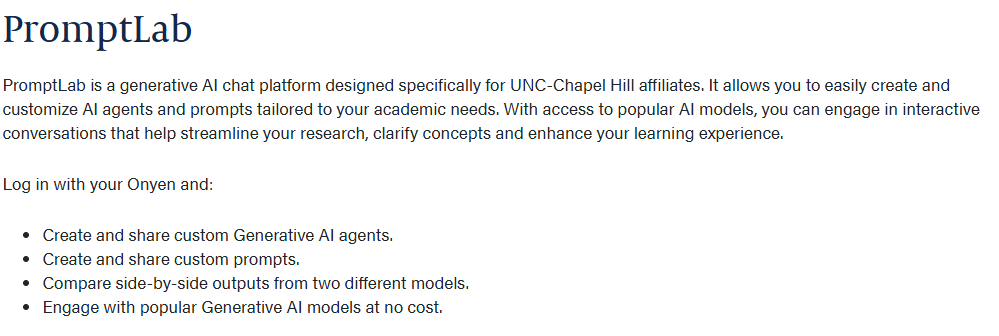 PromptLab
PromptLab is a generative AI chat platform designed specifically for UNC-Chapel Hill affiliates. It allows you to easily create and
customize AI agents and prompts tailored to your academic needs. With access to popular AI models, you can engage in interactive
conversations that help streamline your research, clarify concepts and enhance your learning experience.
Log in with your Onyen and:
• Create and share custom Generative AI agents.
• Create and share custom prompts.
• Compare side-by-side outputs from two different models.
• Engage with popular Generative AI models at no cost.